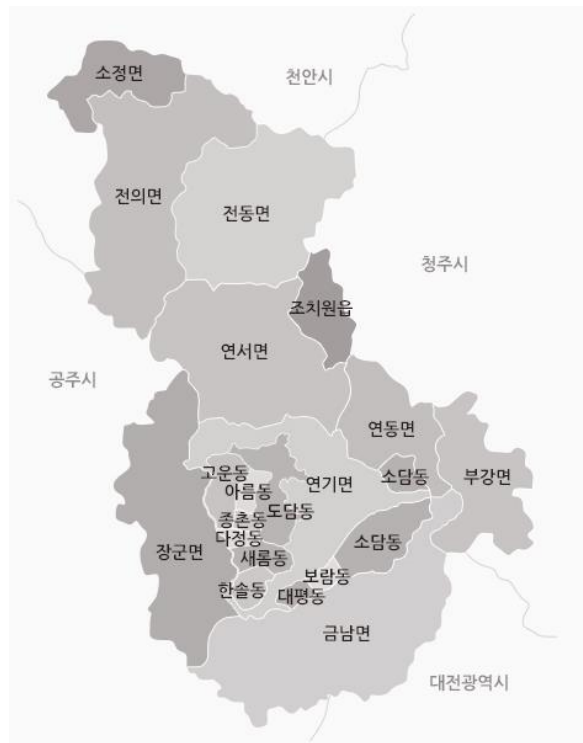 소정면
천안시
전의면
전동면
청주시
조치원읍
연서면
공주시
연동면
고운동
아름동
연기면
소담동
부강면
종촌동
도담동
다정동
장군면
새롬동
소담동
한솔동
보람동
대평동
금남면
대전광역시